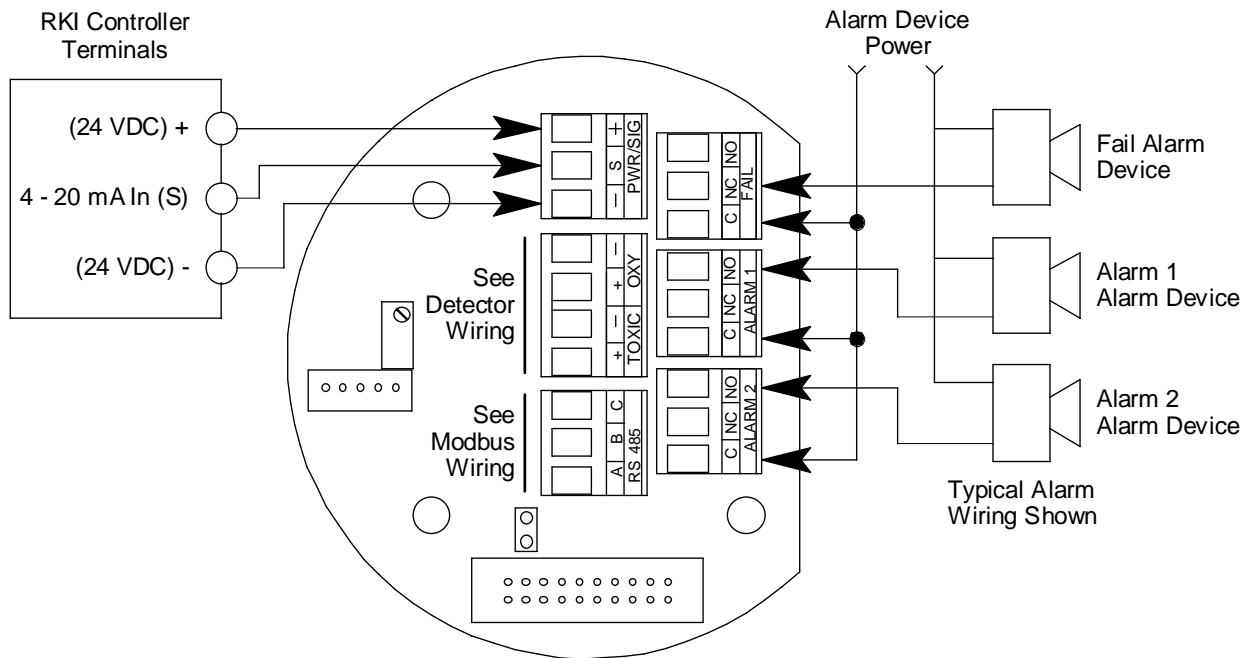 RKI Controller
Terminals
(24 VDC) +
4 - 20 mA In (S)
(24 VDC) -
+
S
−
PWR/SIG
−
+
OXY
−
+
TOXIC
See
Detector
Wiring
C
B
A
RS 485
See
Modbus
Wiring
NO
NC
C
FAIL
NO
NC
C
ALARM 1
NO
NC
C
ALARM 2
Alarm Device
Power
Fail Alarm
Device
Alarm 1
Alarm Device
Alarm 2
Alarm Device
Typical Alarm
Wiring Shown